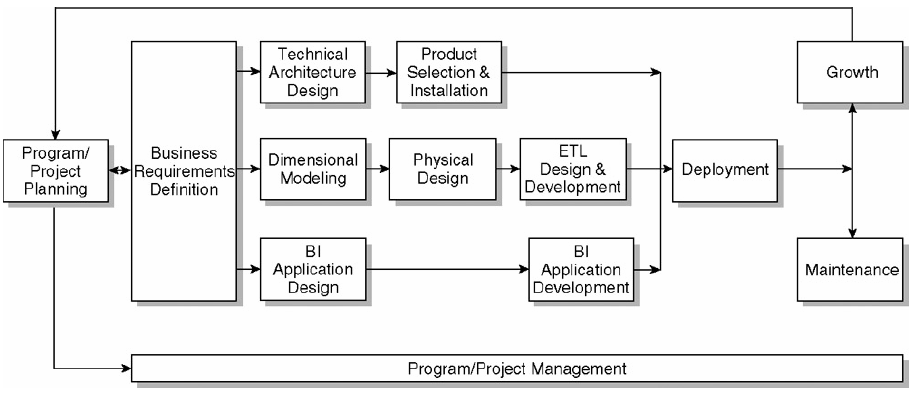 Program/
Project
Planning
Business
Requirements
Definition
Technical
Architecture
Design
Product
Selection &
Installation
Dimensional
Modeling
Physical
Design
ETL
Design &
Development
BI
Application
Design
BI
Application
Development
Deployment
Growth
Maintenance
Program/Project Management